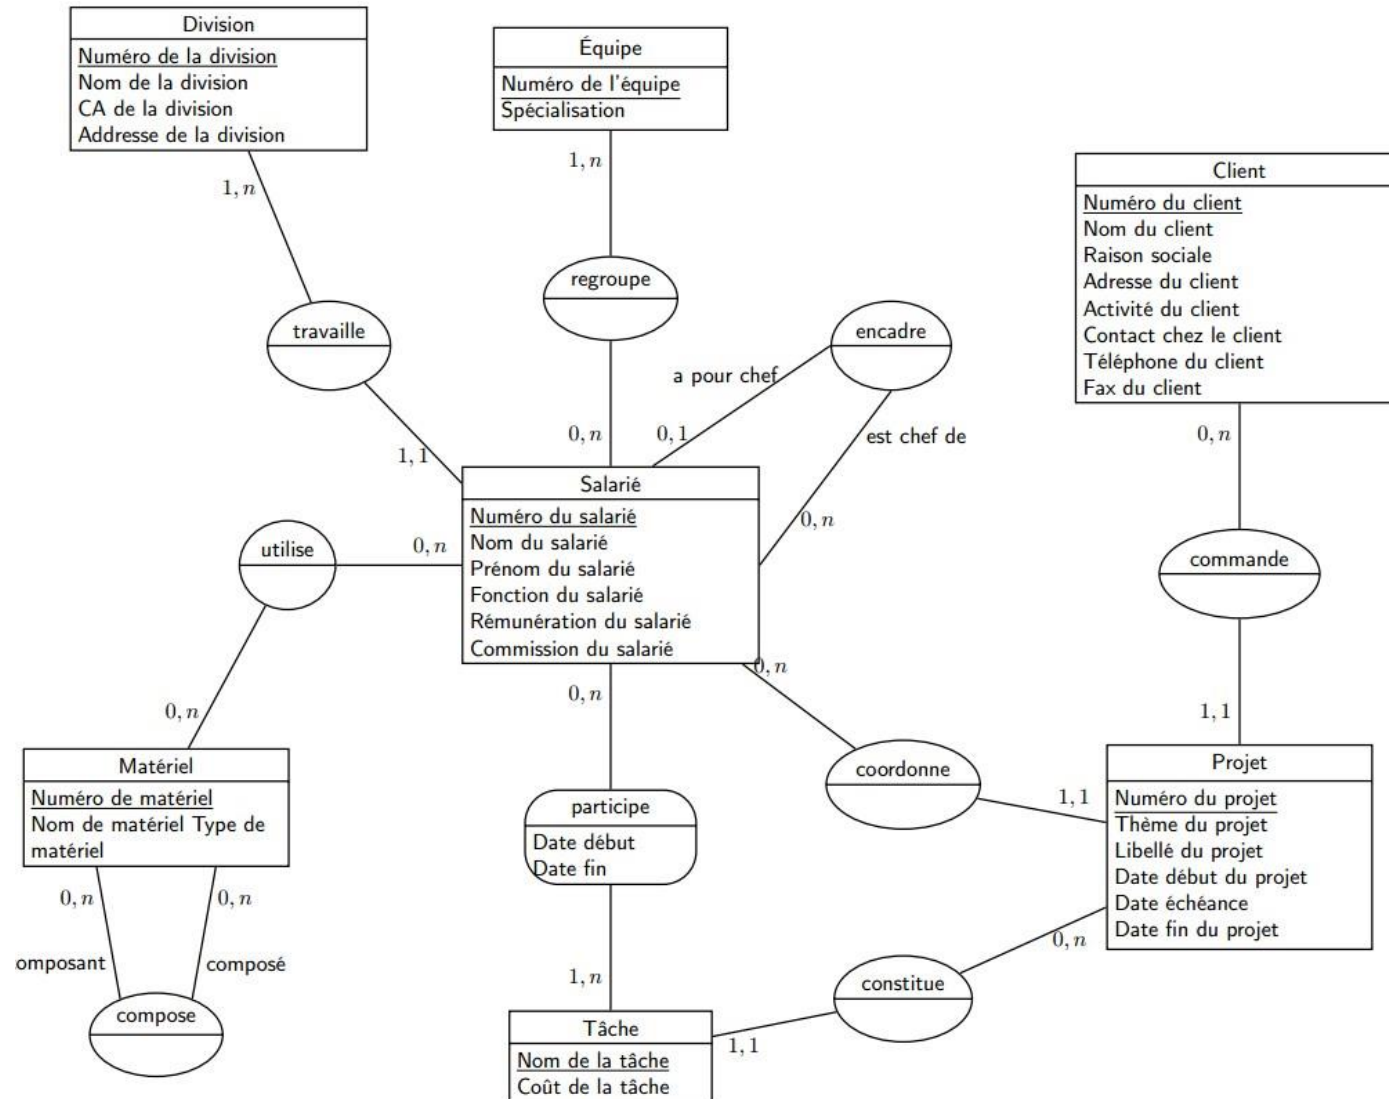 Division
Numéro de la division
Nom de la division
CA de la division
Addresse de la division
1, n
Équipe
Numéro de l'équipe
Spécialisation
1, n
Client
Numéro du client
Nom du client
Raison sociale
Adresse du client
Activité du client
Contact chez le client
Téléphone du client
Fax du client
0, n
regroupe
travaille
encadre
a pour chef
est chef de
0, n
0, 1
1, 1
0, n
Salarié
Numéro du salarié
Nom du salarié
Prénom du salarié
Fonction du salarié
Rémunération du salarié
Commission du salarié
utilise
0, n
commande
0, n
0, n
0, n
1, 1
Matériel
Numéro de matériel
Nom de matériel Type de
matériel
0, n
0, n
omposant
composé
compose
participe
Date début
Date fin
1, n
coordonne
1, 1
Projet
Numéro du projet
Thème du projet
Libellé du projet
Date début du projet
Date échéance
Date fin du projet
0, n
constitue
1, 1
Tâche
Nom de la tâche
Coût de la tâche